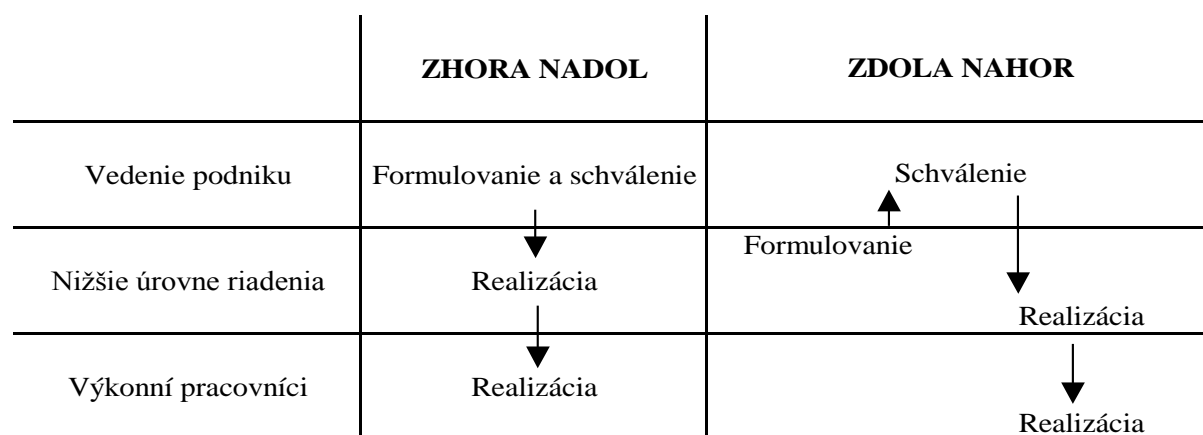 ZHORA NADOL
ZDOLA NAHOR
Vedenie podniku
Formulovanie a schválenie
Schválenie
Formulovanie
Nižšie úrovne riadenia
Realizácia
Realizácia
Výkonní pracovníci
Realizácia
Realizácia